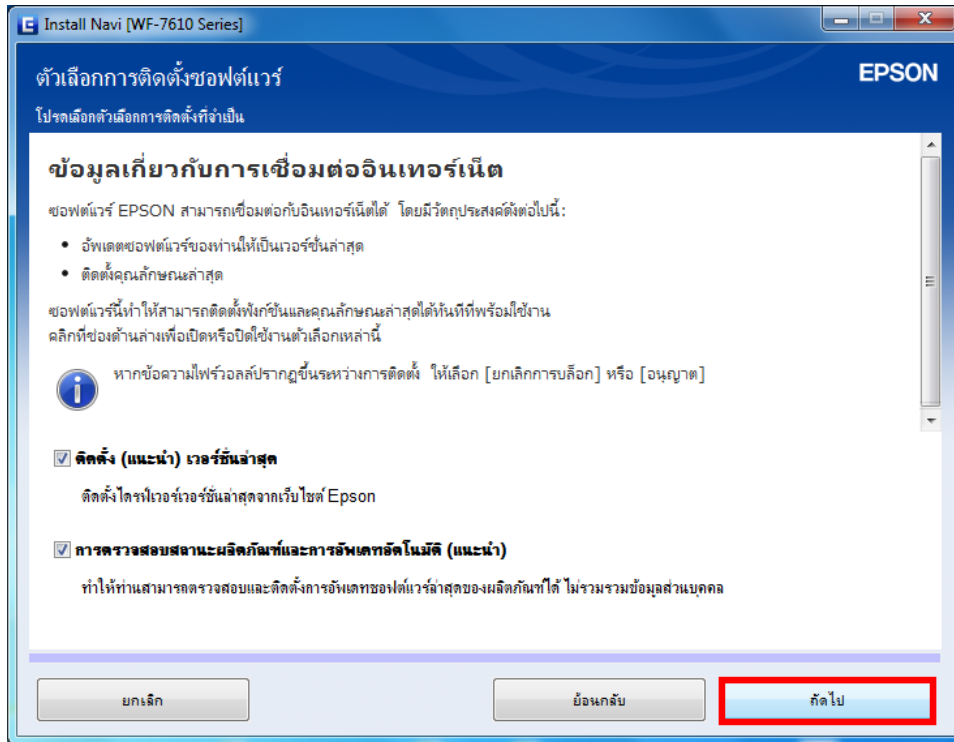 Install Navi [WF-7610 Series]
ตัวเลือกการติดตั้งซอฟต์แวร์
EPSON
โปรดเลือกตัวเลือกการติดตั้งที่จำเป็น
ข้อมูลเกี่ยวกับการเชื่อมต่ออินเทอร์เน็ต
ซอฟต์แวร์ EPSON สามารถเชื่อมต่อกับอินเทอร์เน็ตได้ โดยมีวัตถุประสงค์ดังต่อไปนี้:
• อัพเดตซอฟต์แวร์ของท่านให้เป็นเวอร์ชั่นล่าสุด
• ติดตั้งคุณลักษณะล่าสุด
ซอฟต์แวร์นี้ทำให้สามารถติดตั้งฟังก์ชันและคุณลักษณะล่าสุดได้ทันทีที่พร้อมใช้งาน
คลิกที่ช่องด้านล่างเพื่อเปิดหรือปิดใช้งานตัวเลือกเหล่านี้
หากข้อความไฟร์วอลล์ปรากฏขึ้นระหว่างการติดตั้ง ให้เลือก [ยกเลิกการบล็อก] หรือ [อนุญาต]
ติดตั้ง (แนะนำ) เวอร์ชั่นล่าสุด
ติดตั้งไดรฟ์เวอร์เวอร์ชั่นล่าสุดจากเว็บไซต์ Epson
การตรวจสอบสถานะผลิตภัณฑ์และการอัพเดทอัตโนมัติ (แนะนำ)
ทำให้ท่านสามารถตรวจสอบและติดตั้งการอัพเดทซอฟต์แวร์ล่าสุดของผลิตภัณฑ์ได้ ไม่รวมรวมข้อมูลส่วนบุคคล
ยกเลิก
ย้อนกลับ
ถัดไป